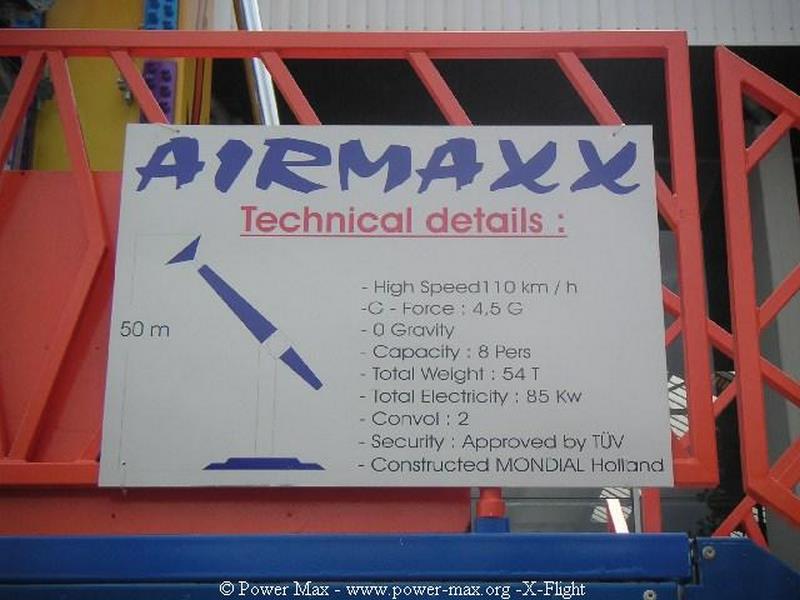 AIRMAXX
Technical details :
50 m
- High Speed110 km / h
-G - Force : 4,5 G
- 0 Gravity
- Capacity : 8 Pers
- Total Weight : 54 T
- Total Electricity : 85 Kw
- Convoi : 2
- Security : Approved by TÜV
- Constructed MONDIAL Holland
© Power Max - www.power-max.org -X-Flight